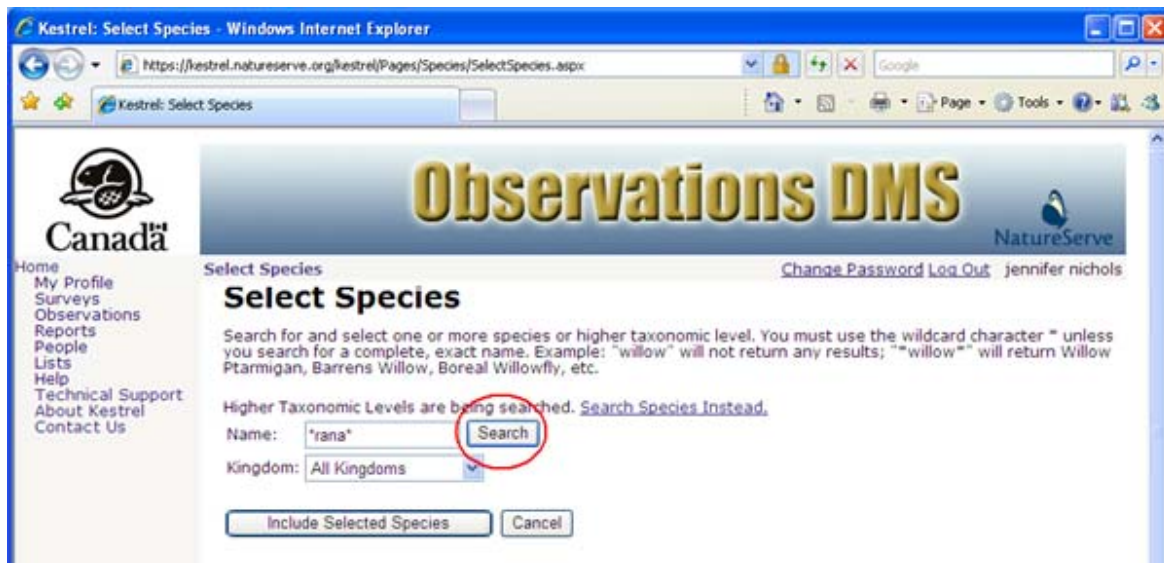 Kestrel: Select Species - Windows Internet Explorer
https://kestrel.natureserve.org/kestrel/Pages/Species/SelectSpecies.aspx
Google
Kestrel: Select Species
Page
Tools
Observations DMS
Canada
NatureServe
Home
My Profile
Surveys
Observations
Reports
People
Lists
Help
Technical Support
About Kestrel
Contact Us
Select Species
Change Password Log Out jennifer nichols
Select Species
Search for and select one or more species or higher taxonomic level. You must use the wildcard character * unless
you search for a complete, exact name. Example: "willow" will not return any results; "*willow*" will return Willow
Ptarmigan, Barrens Willow, Boreal Willowfly, etc.
Higher Taxonomic Levels are being searched. Search Species Instead.
Name: *rana* Search
Kingdom: All Kingdoms
Include Selected Species Cancel